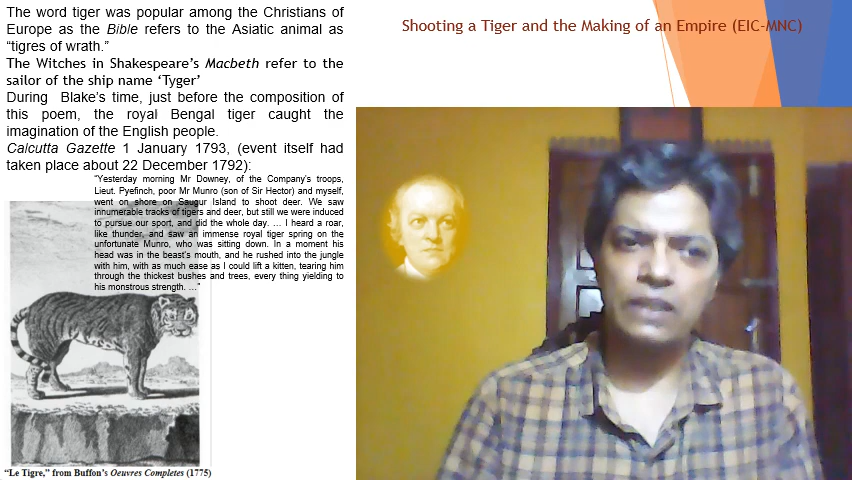 The word tiger was popular among the Christians of
Europe as the Bible refers to the Asiatic animal as
“tigres of wrath.”
The Witches in Shakespeare’s Macbeth refer to the
sailor of the ship name ‘Tyger’
During Blake’s time, just before the composition of
this poem, the royal Bengal tiger caught the
imagination of the English people.
Calcutta Gazette 1 January 1793, (event itself had
taken place about 22 December 1792):
“Yesterday morning Mr Downey, of the Company’s troops,
Lieut. Pyefinch, poor Mr Munro (son of Sir Hector) and myself,
went on shore on Saugur Island to shoot deer. We saw
innumerable tracks of tigers and deer, but still we were induced
to pursue our sport, and did the whole day. … I heard a roar,
like thunder, and saw an immense royal tiger spring on the
unfortunate Munro, who was sitting down. In a moment his
head was in the beast’s mouth, and he rushed into the jungle
with him, with as much ease as I could lift a kitten, tearing him
through the thickest bushes and trees, every thing yielding to
his monstrous strength. …”
“Le Tigre,” from Buffon’s Oeuvres Completes (1775)
Shooting a Tiger and the Making of an Empire (EIC-MNC)